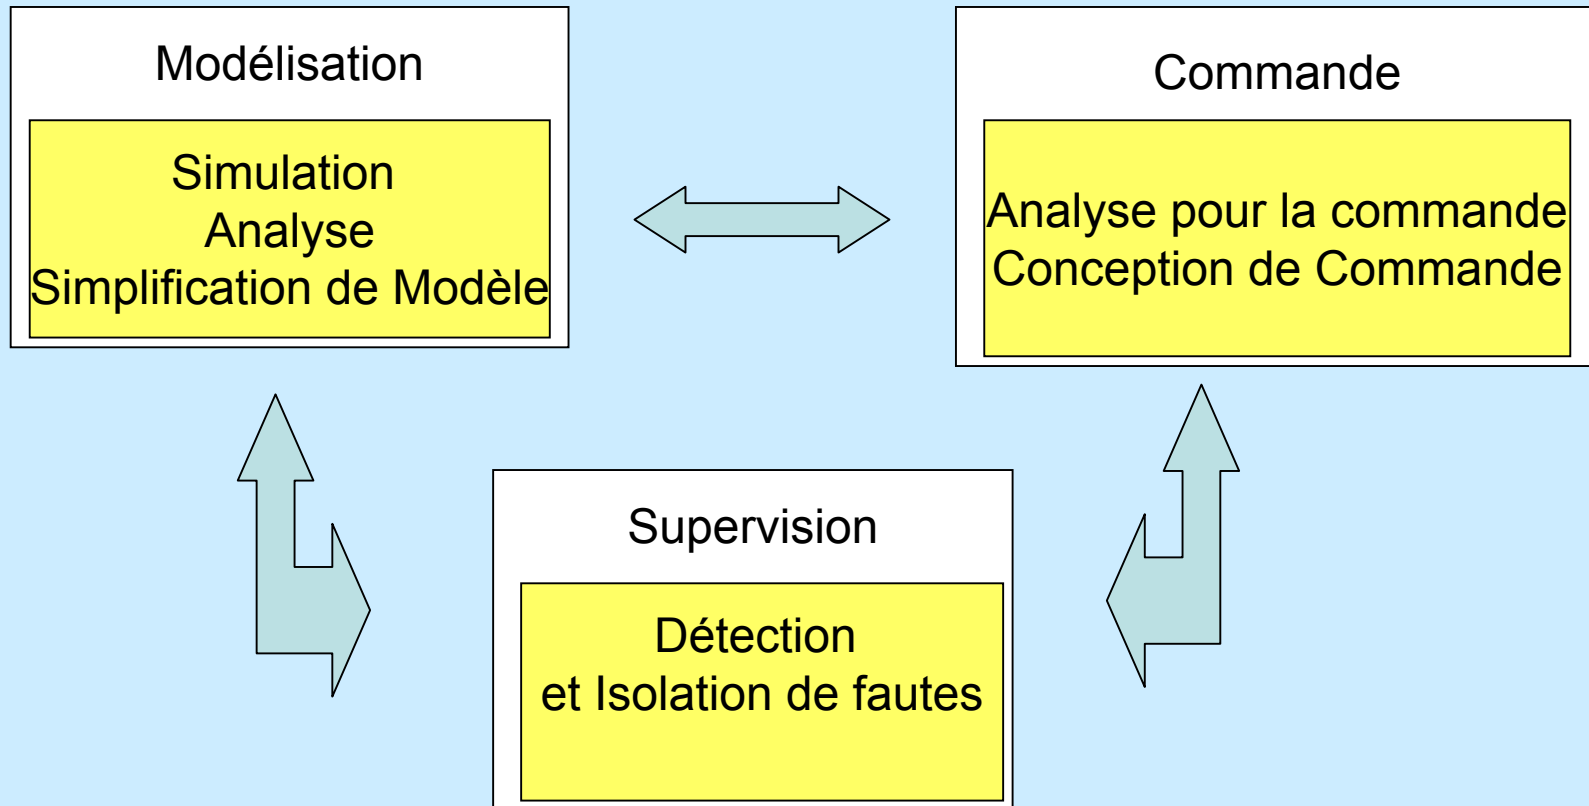 Modélisation
Simulation
Analyse
Simplification de Modèle
Commande
Analyse pour la commande
Conception de Commande
Supervision
Détection
et Isolation de fautes